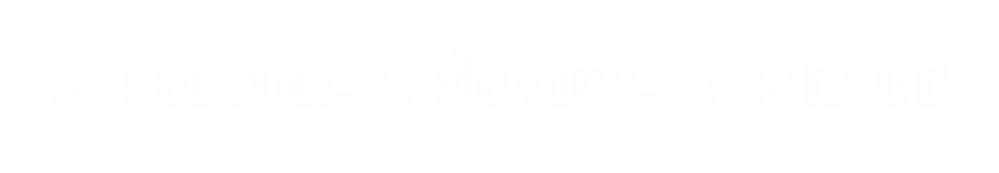 a person, a device, a sensor